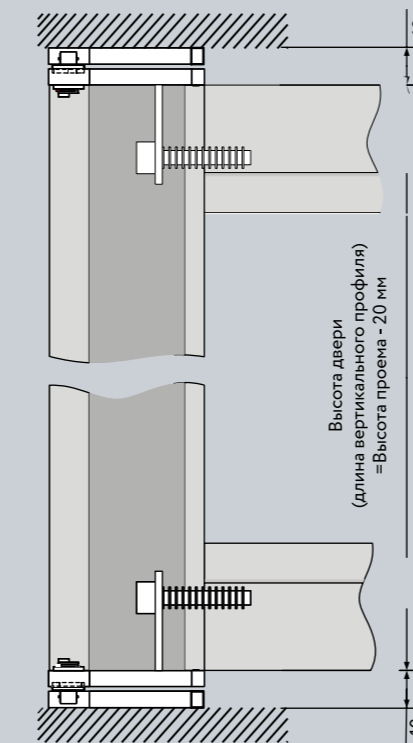 Высота двери
(длина вертикального профиля)
=Высота проема - 20 мм